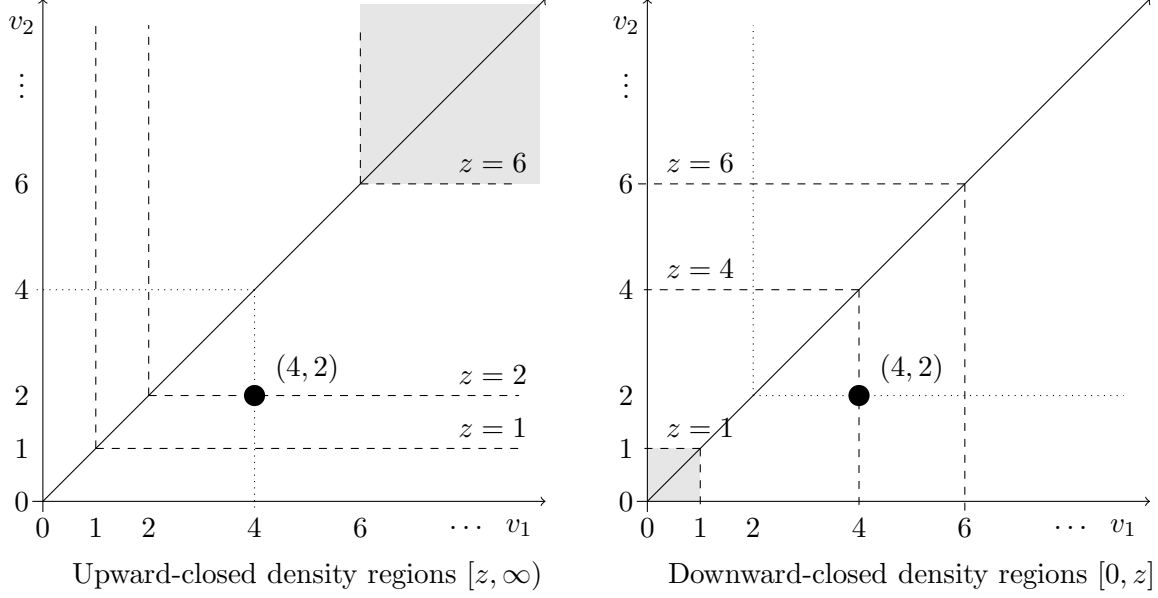 v₂
⋮
6
4
2
1
0
0 1 2 4 6 ⋯ v₁
z = 6
(4, 2)
z = 2
z = 1
Upward-closed density regions [z, ∞)
v₂
⋮
6
4
2
1
0
0 1 2 4 6 ⋯ v₁
z = 6
z = 4
(4, 2)
z = 1
Downward-closed density regions [0, z]